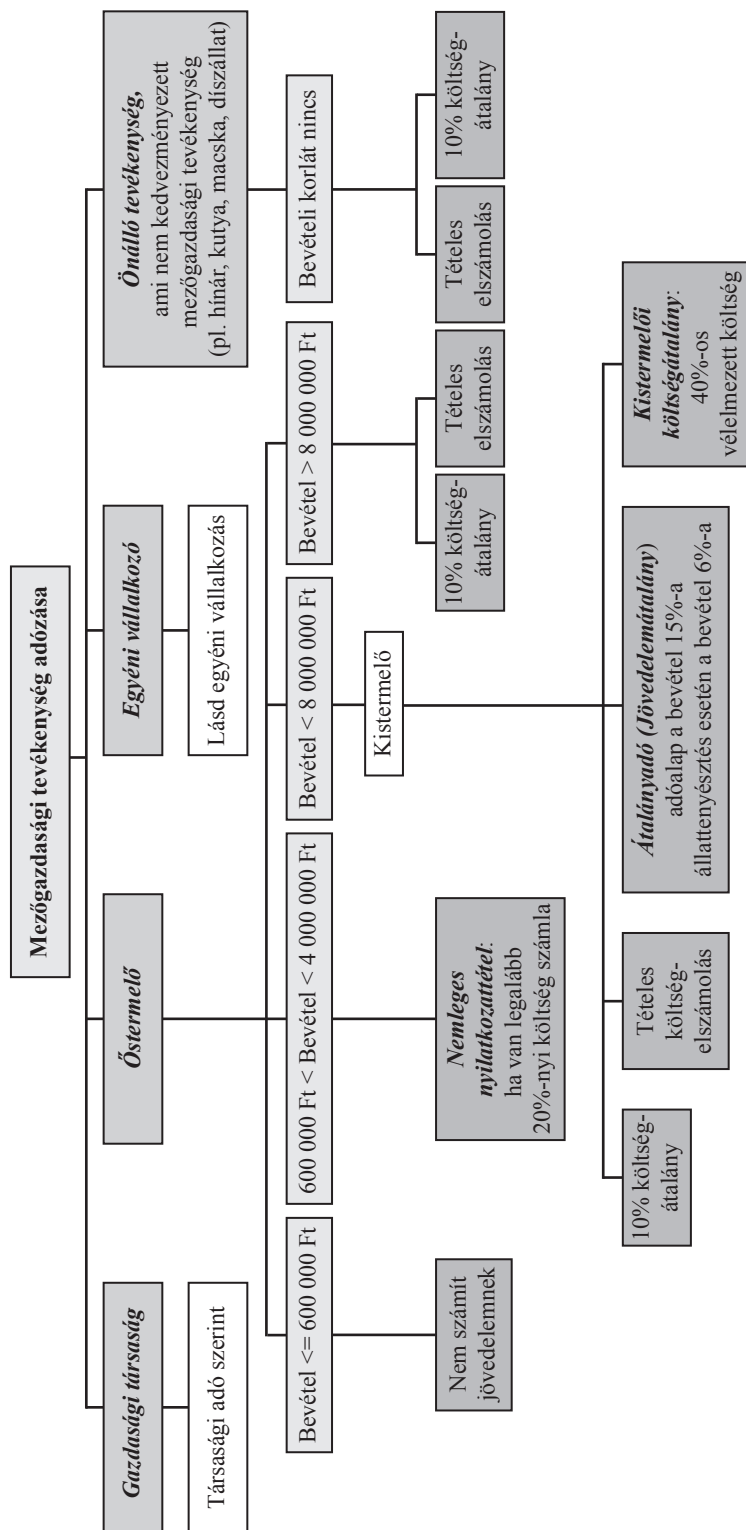 Mezőgazdasági tevékenység adózása
Gazdasági társaság
Őstermelő
Egyéni vállalkozó
Önálló tevékenység,
ami nem kedvezményezett
mezőgazdasági tevékenység
(pl. hínár, kutya, macska, díszállat)
Társasági adó szerint
Lásd egyéni vállalkozás
Bevétel <= 600 000 Ft
600 000 Ft < Bevétel < 4 000 000 Ft
Bevétel < 8 000 000 Ft
Bevétel > 8 000 000 Ft
Bevételi korlát nincs
Kistermelő
Nem számít
jövedelemnek
Nemleges
nyilatkozattétel:
ha van legalább
20%-nyi költség számla
10% költség-
átalány
Tételes
elszámolás
Tételes
elszámolás
10% költség-
átalány
10% költség-
átalány
Tételes
költség-
elszámolás
Átalányadó (Jövedelemátalány)
adóalap a bevétel 15%-a
állattenyésztés esetén a bevétel 6%-a
Kistermelői
költségátalány:
40%-os
vélelmezett költség